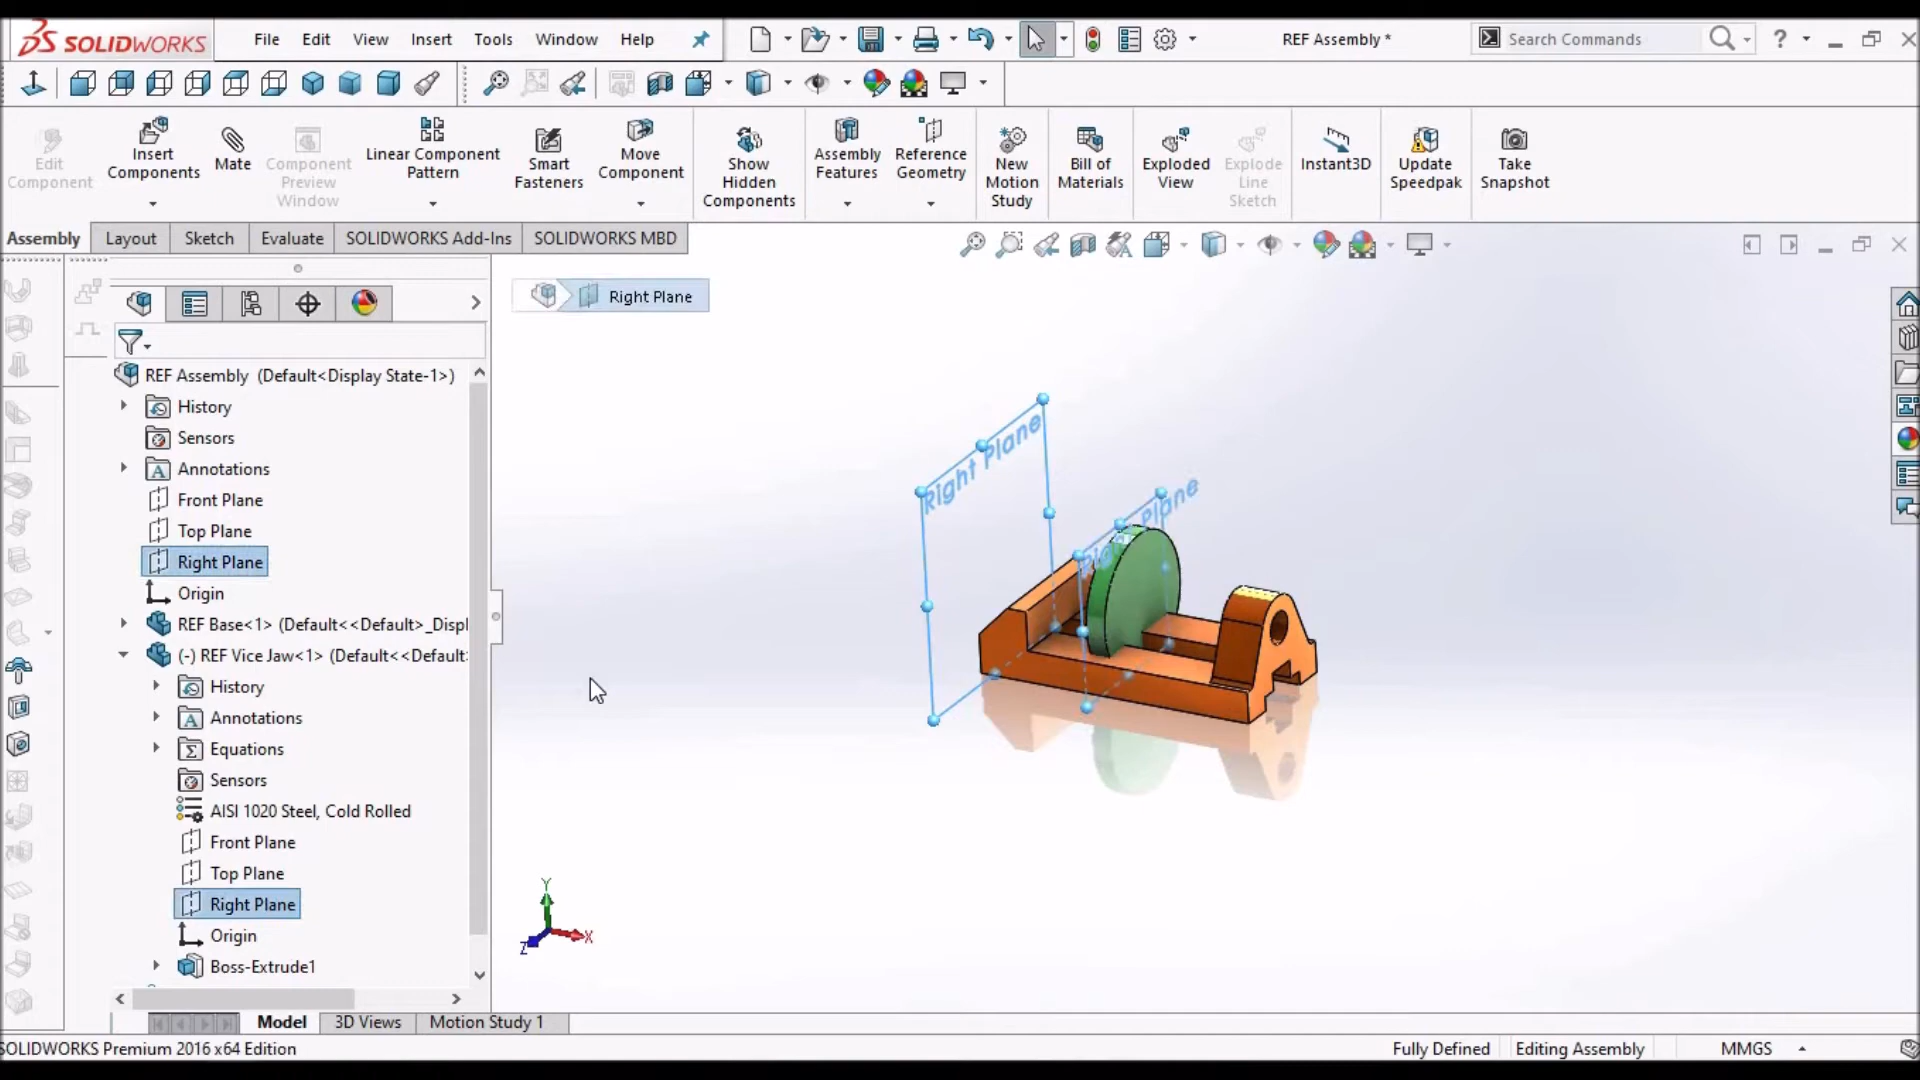 SOLIDWORKS File Edit View Insert Tools Window Help REF Assembly * Search Commands ?
Edit Component
Insert Components
Mate
Component Preview Window
Linear Component Pattern
Smart Fasteners
Move Component
Show Hidden Components
Assembly Features
Reference Geometry
New Motion Study
Bill of Materials
Exploded View
Explode Line Sketch
Instant3D
Update Speedpak
Take Snapshot
Assembly Layout Sketch Evaluate SOLIDWORKS Add-Ins SOLIDWORKS MBD
Right Plane
REF Assembly (Default<Display State-1>)
History
Sensors
Annotations
Front Plane
Top Plane
Right Plane
Origin
REF Base<1> (Default<<Default>_Displ
(-) REF Vice Jaw<1> (Default<<Default:
History
Annotations
Equations
Sensors
AISI 1020 Steel, Cold Rolled
Front Plane
Top Plane
Right Plane
Origin
Boss-Extrude1
Right Plane
Right Plane
Y
X
Z
Model 3D Views Motion Study 1
SOLIDWORKS Premium 2016 x64 Edition Fully Defined Editing Assembly MMGS